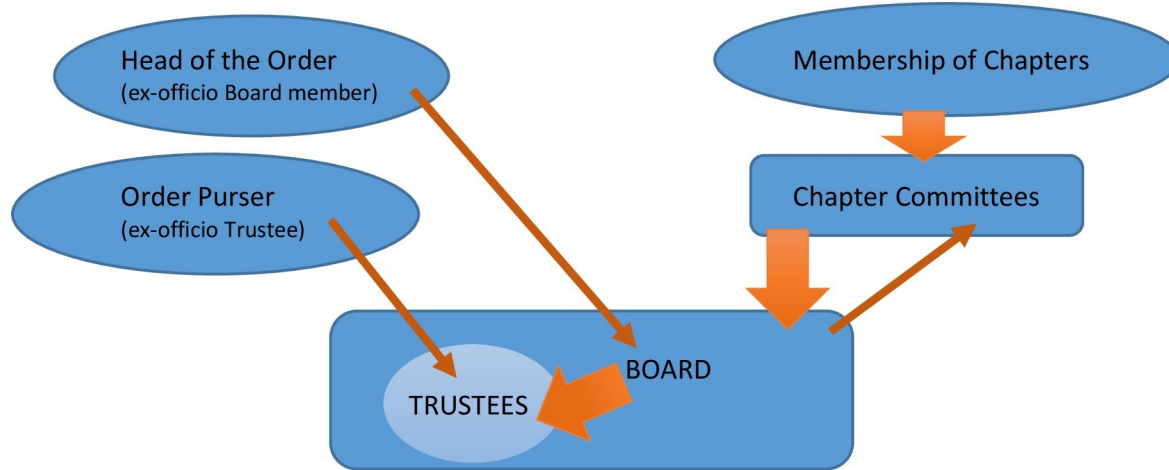 Head of the Order
(ex-officio Board member)
Membership of Chapters
Order Purser
(ex-officio Trustee)
Chapter Committees
BOARD
TRUSTEES